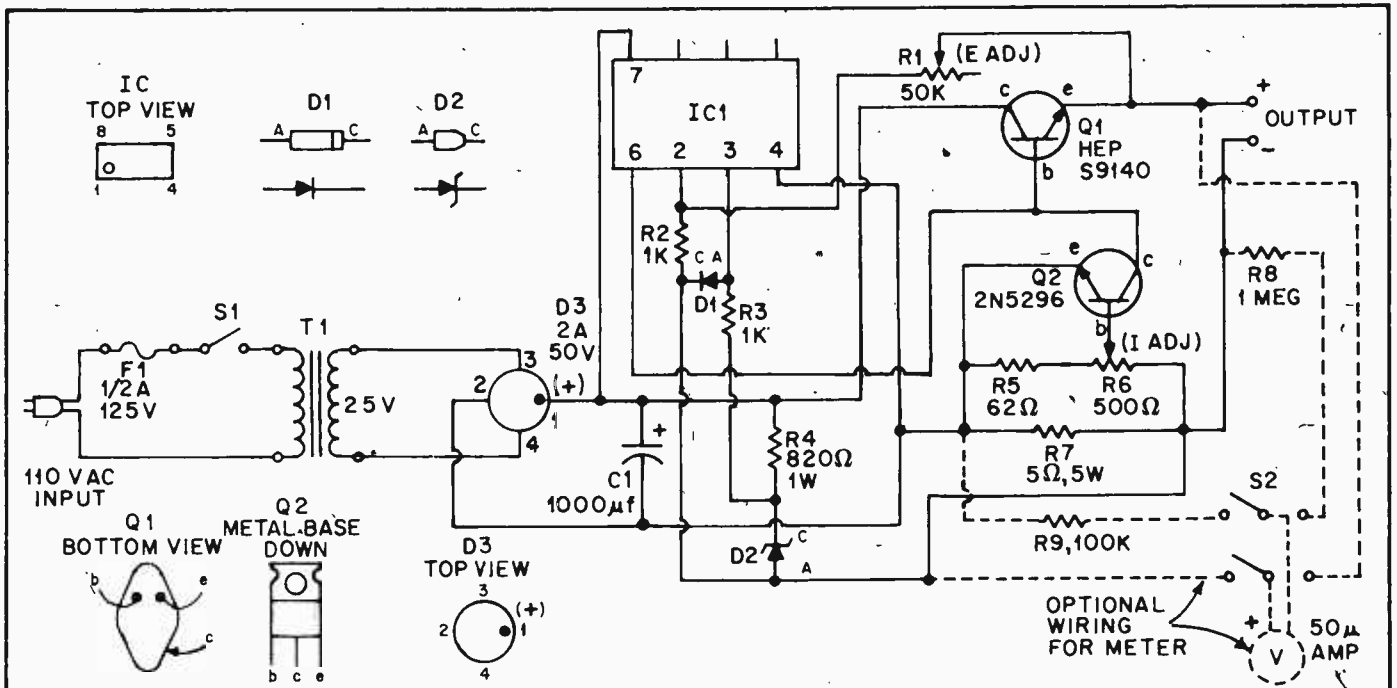 IC
TOP VIEW
8 5
1 4
D1
A C
D2
A C
7
IC1
6 2 3 4
R1
50K
(E ADJ)
c e
b
Q1
HEP
S9140
+
OUTPUT
–
R2
1K
C A
D1
R3
1K
e c
b
Q2
2N5296
(I ADJ)
R5
62Ω
R6
500Ω
R7
5Ω,5W
R8
1 MEG
S1
F1
1/2 A
125V
T1
25V
110 VAC
INPUT
D3
2A
50V
3
2 (+)
1
4
+
C1
1000µf
R4
820Ω
1W
D2
C
A
S2
R9,100K
OPTIONAL
WIRING
FOR METER
+
V
50µ
AMP
Q1
BOTTOM VIEW
b e
c
Q2
METAL-BASE
DOWN
b c e
D3
TOP VIEW
3
2 (+)
1
4